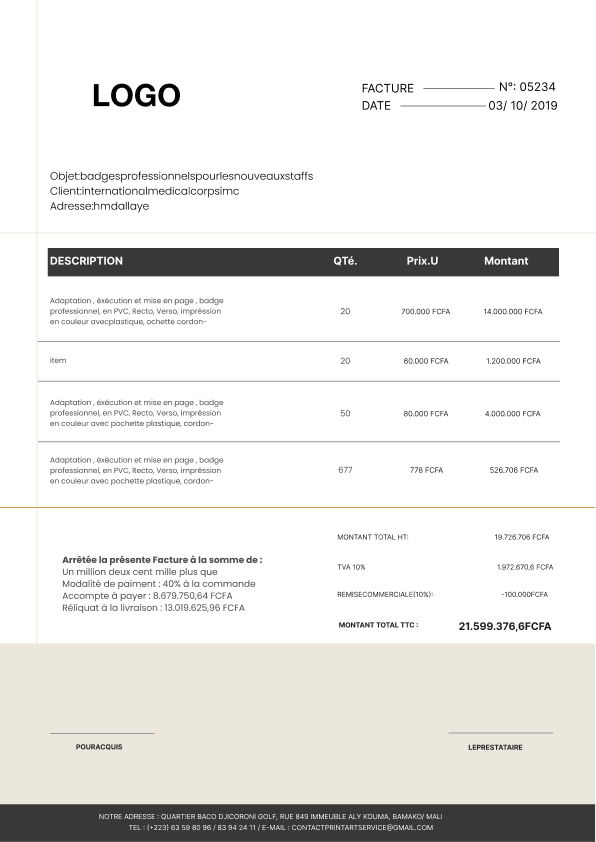 LOGO
FACTURE N°: 05234
DATE 03/ 10/ 2019
Objet:badgesprofessionnelspourlesnouveauxstaffs
Client:internationalmedicalcorpsimc
Adresse:hmdallaye
DESCRIPTION QTé. Prix.U Montant
Adaptation , éxécution et mise en page , badge
professionnel, en PVC, Recto, Verso, impréssion
en couleur avecplastique, ochette cordon-
20 700.000 FCFA 14.000.000 FCFA
item 20 60.000 FCFA 1.200.000 FCFA
Adaptation , éxécution et mise en page , badge
professionnel, en PVC, Recto, Verso, impréssion
en couleur avec pochette plastique, cordon-
50 80.000 FCFA 4.000.000 FCFA
Adaptation , éxécution et mise en page , badge
professionnel, en PVC, Recto, Verso, impréssion
en couleur avec pochette plastique, cordon-
677 778 FCFA 526.706 FCFA
MONTANT TOTAL HT: 19.726.706 FCFA
TVA 10% 1.972.670,6 FCFA
REMISECOMMERCIALE(10%): -100.000FCFA
MONTANT TOTAL TTC : 21.599.376,6FCFA
Arrêtée la présente Facture à la somme de :
Un million deux cent mille plus que
Modalité de paiment : 40% à la commande
Accompte à payer : 8.679.750,64 FCFA
Réliquat à la livraison : 13.019.625,96 FCFA
POURACQUIS
LEPRESTATAIRE
NOTRE ADRESSE : QUARTIER BACO DJICORONI GOLF, RUE 849 IMMEUBLE ALY KOUMA, BAMAKO/ MALI
TEL : (+223) 63 59 80 96 / 83 94 24 11 / E-MAIL : CONTACTPRINTARTSERVICE@GMAIL.COM